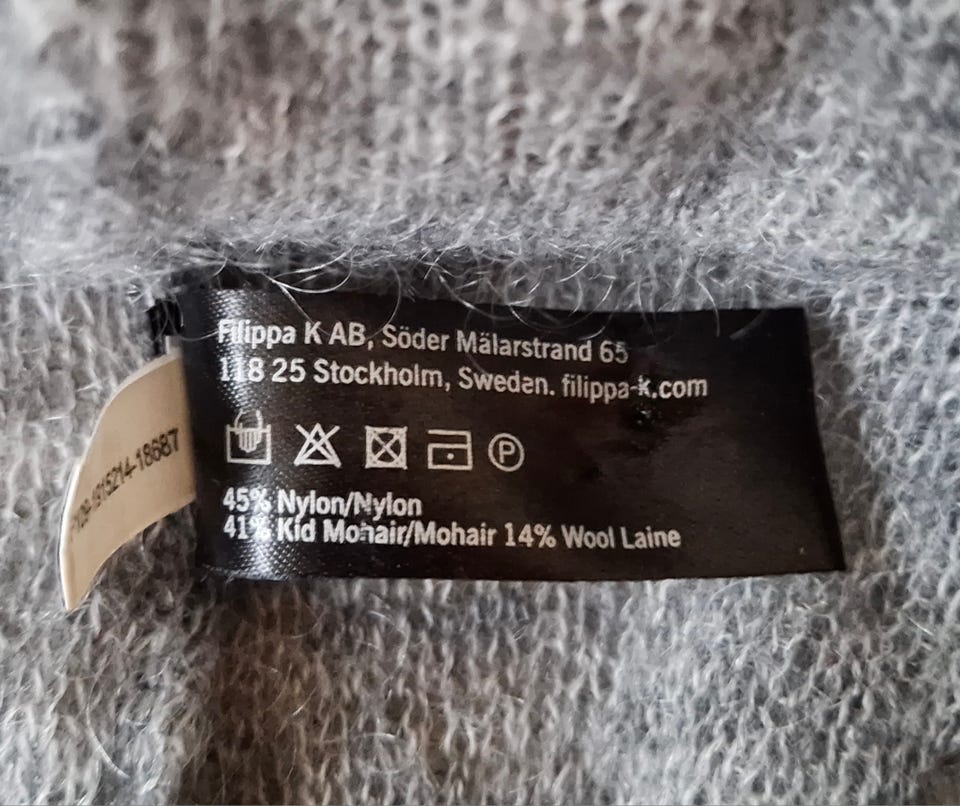 Filippa K AB, Söder Mälarstrand 65
118 25 Stockholm, Sweden. filippa-k.com
P
45% Nylon/Nylon
41% Kid Mohair/Mohair 14% Wool Laine